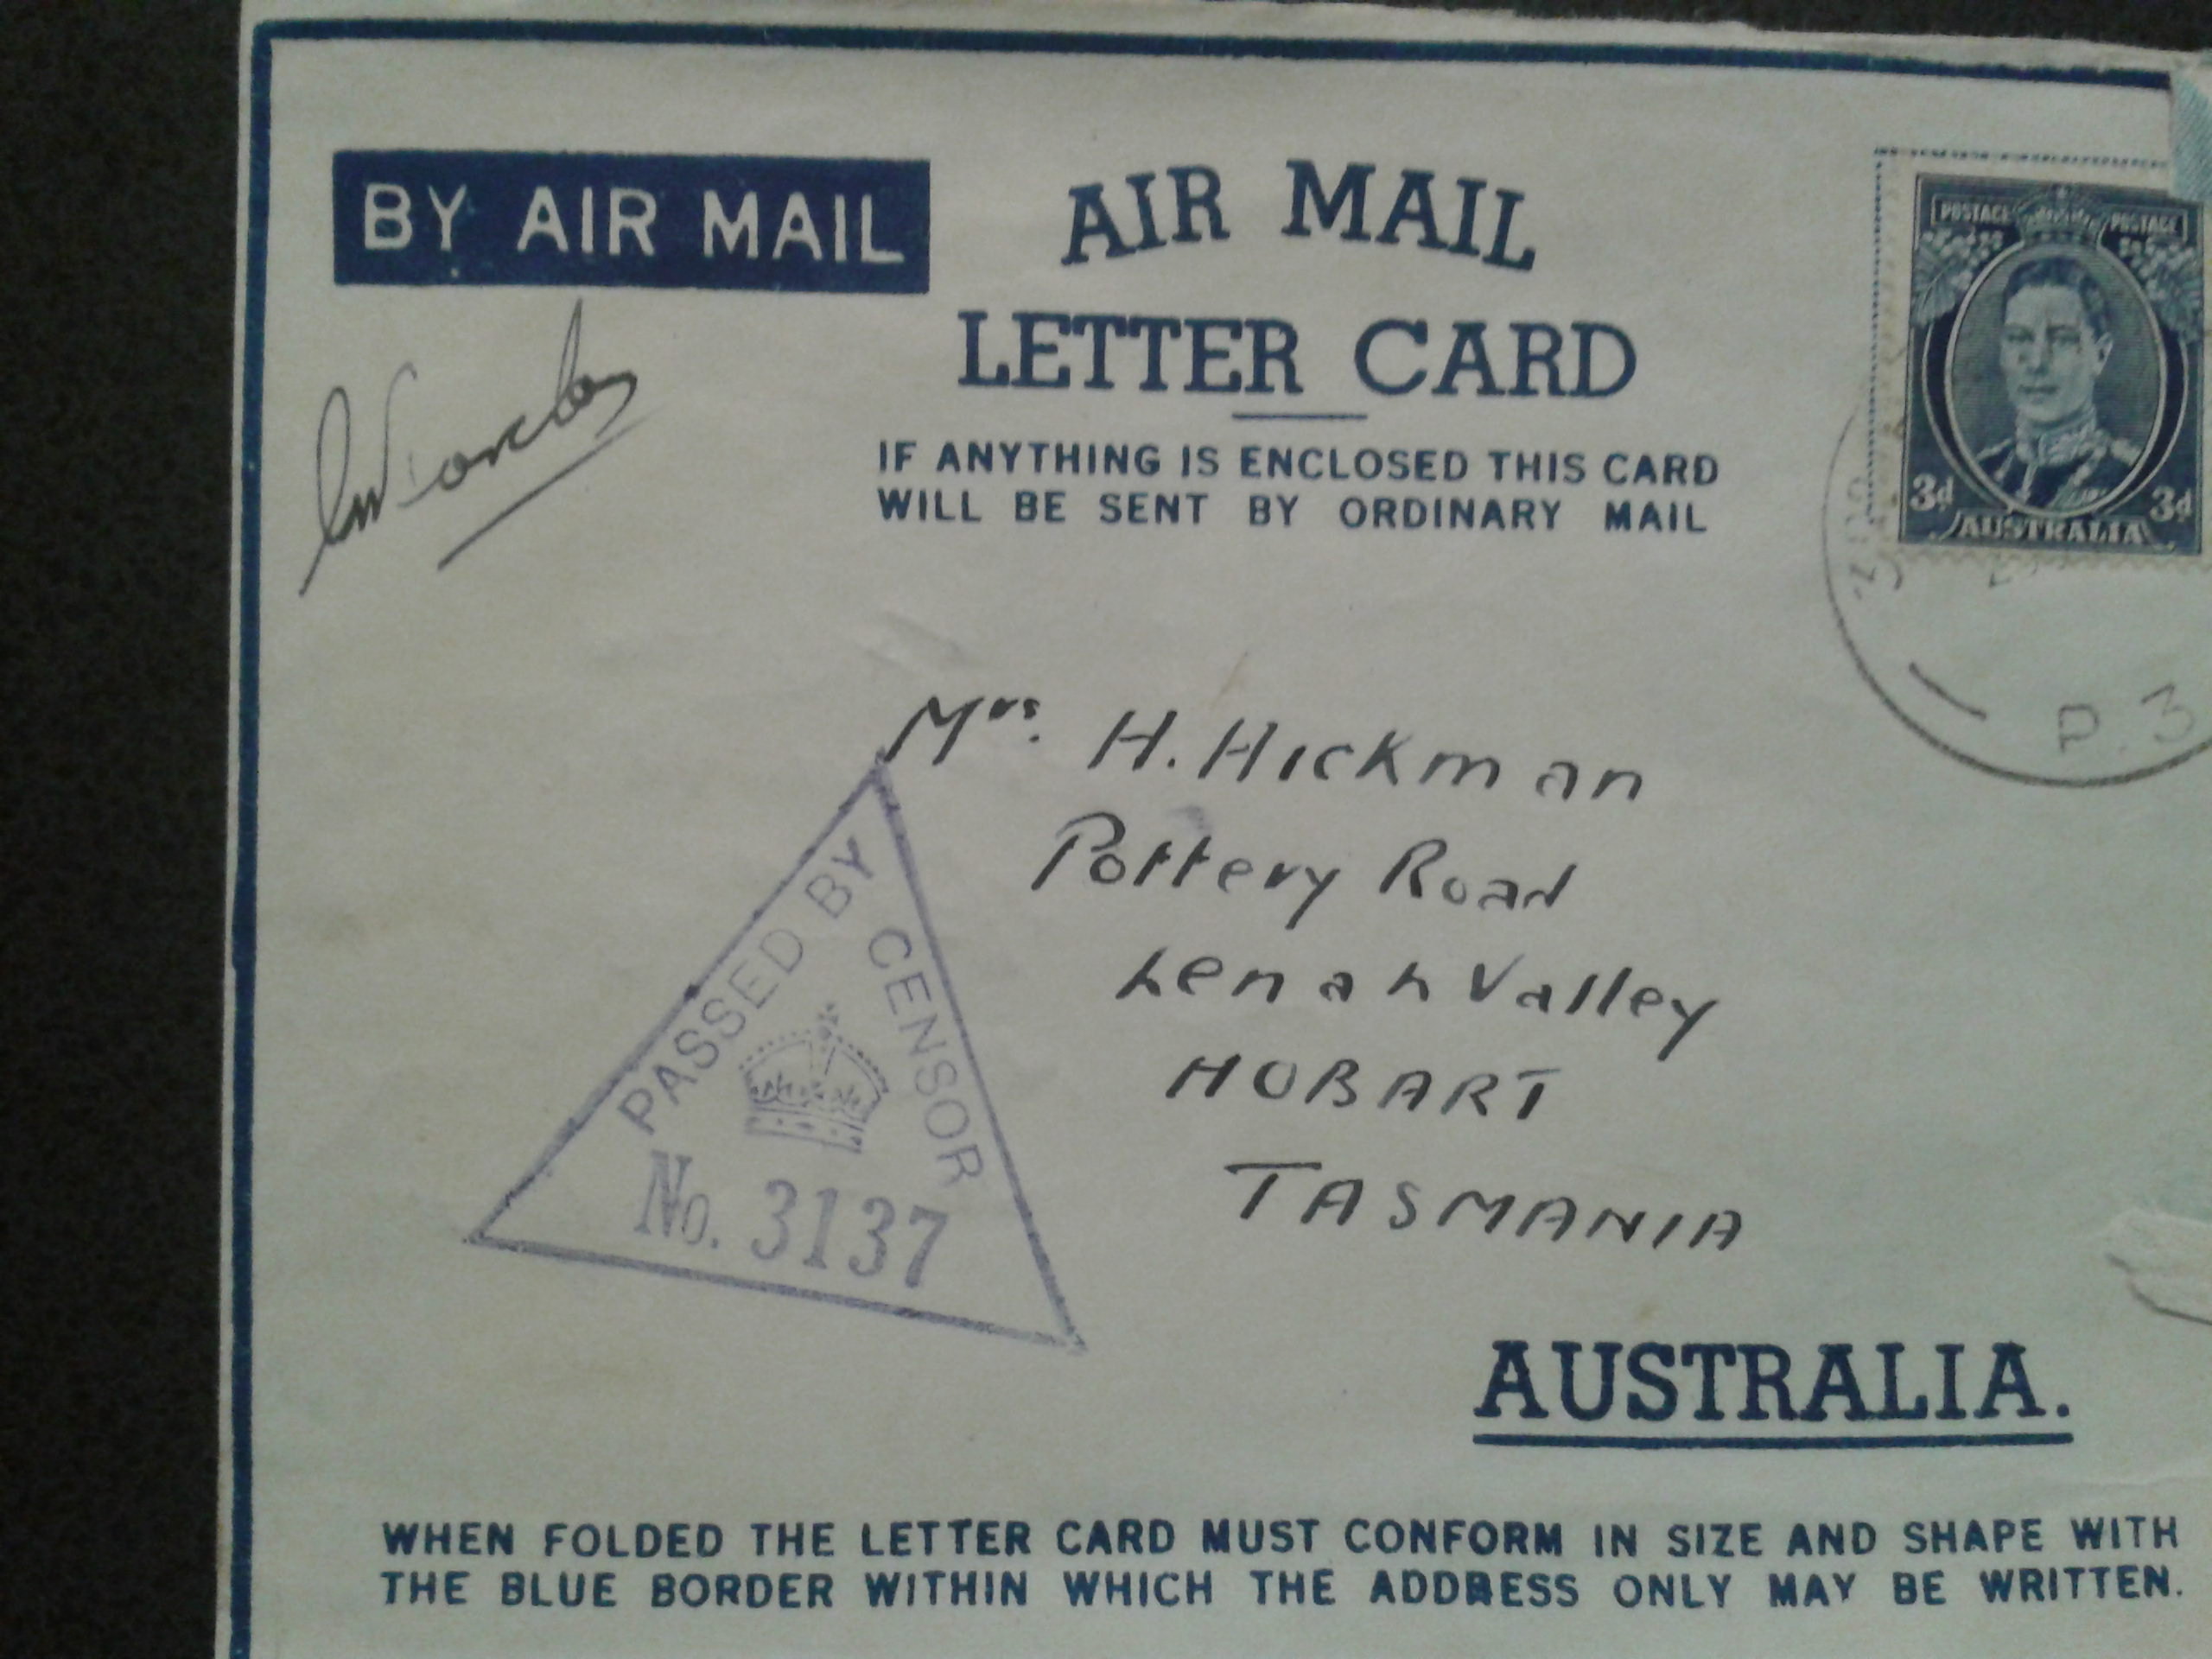 BY AIR MAIL
AIR MAIL
LETTER CARD
IF ANYTHING IS ENCLOSED THIS CARD
WILL BE SENT BY ORDINARY MAIL
POSTAGE POSTAGE
3d 3d
AUSTRALIA
P. 3
Mrs. H. Hickman
Pottery Road
Lenah Valley
HOBART
TASMANIA
PASSED BY CENSOR
No. 3137
AUSTRALIA.
WHEN FOLDED THE LETTER CARD MUST CONFORM IN SIZE AND SHAPE WITH
THE BLUE BORDER WITHIN WHICH THE ADDRESS ONLY MAY BE WRITTEN.